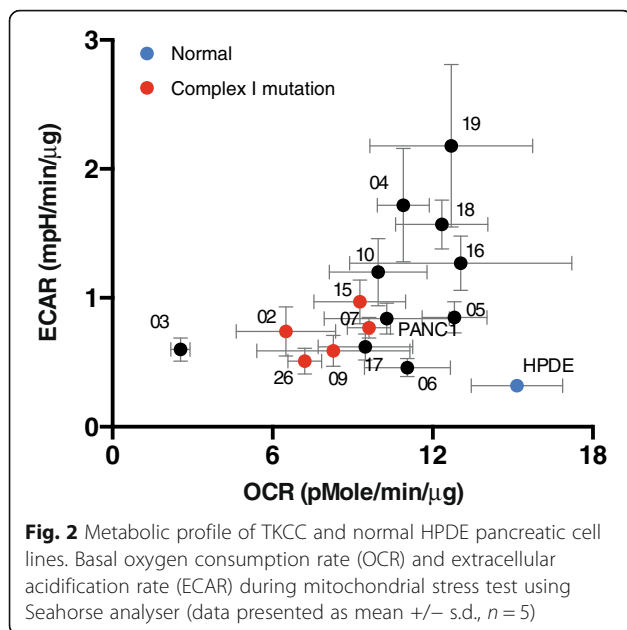 3
Normal
Complex I mutation
19
04
2
18
16
10
15
1
02
07
05
03
PANC1
HPDE
26
09
17
06
0
0
6
12
18
ECAR (mpH/min/µg)
OCR (pMole/min/µg)
Fig. 2 Metabolic profile of TKCC and normal HPDE pancreatic cell
lines. Basal oxygen consumption rate (OCR) and extracellular
acidification rate (ECAR) during mitochondrial stress test using
Seahorse analyser (data presented as mean +/− s.d., n = 5)